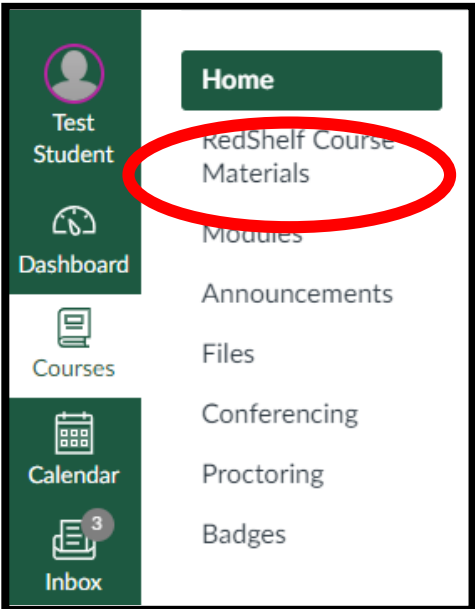 Test
Student
Dashboard
Courses
Calendar
3
Inbox
Home
RedShelf Course
Materials
Modules
Announcements
Files
Conferencing
Proctoring
Badges